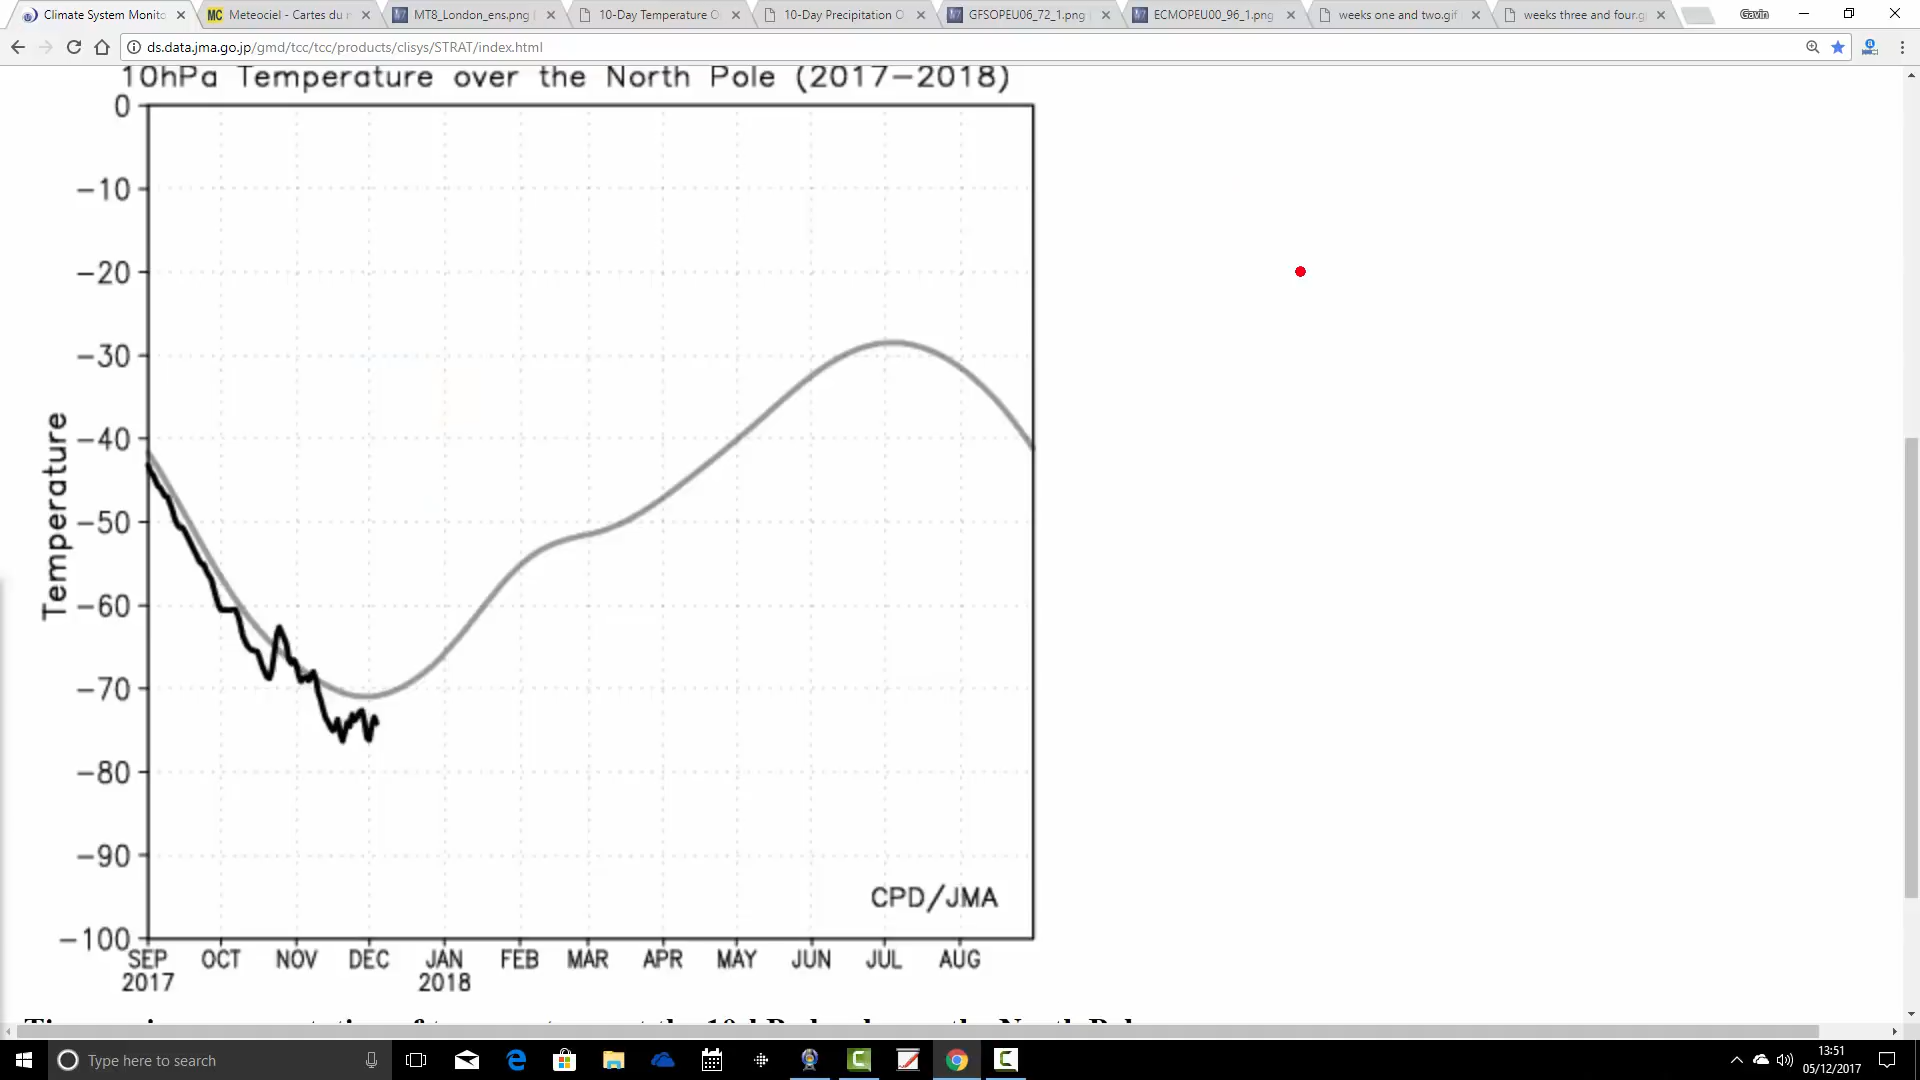 Climate System Monito
Meteociel - Cartes du
MT8_London_ens.png
10-Day Temperature O
10-Day Precipitation O
GFSOPEU06_72_1.png
ECMOPEU00_96_1.png
weeks one and two.gif
weeks three and four.g
Gavin
ds.data.jma.go.jp/gmd/tcc/tcc/products/clisys/STRAT/index.html
10hPa Temperature over the North Pole (2017-2018)
0
-10
-20
-30
-40
-50
-60
-70
-80
-90
-100
Temperature
CPD/JMA
SEP OCT NOV DEC JAN FEB MAR APR MAY JUN JUL AUG
2017 2018
Type here to search
13:51
05/12/2017